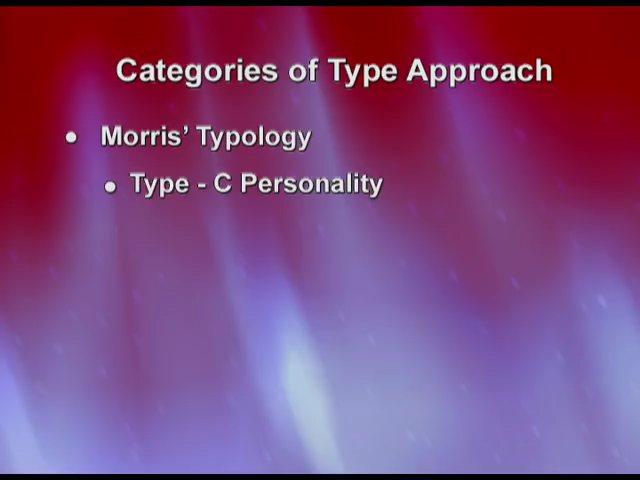 Categories of Type Approach
• Morris’ Typology
• Type - C Personality